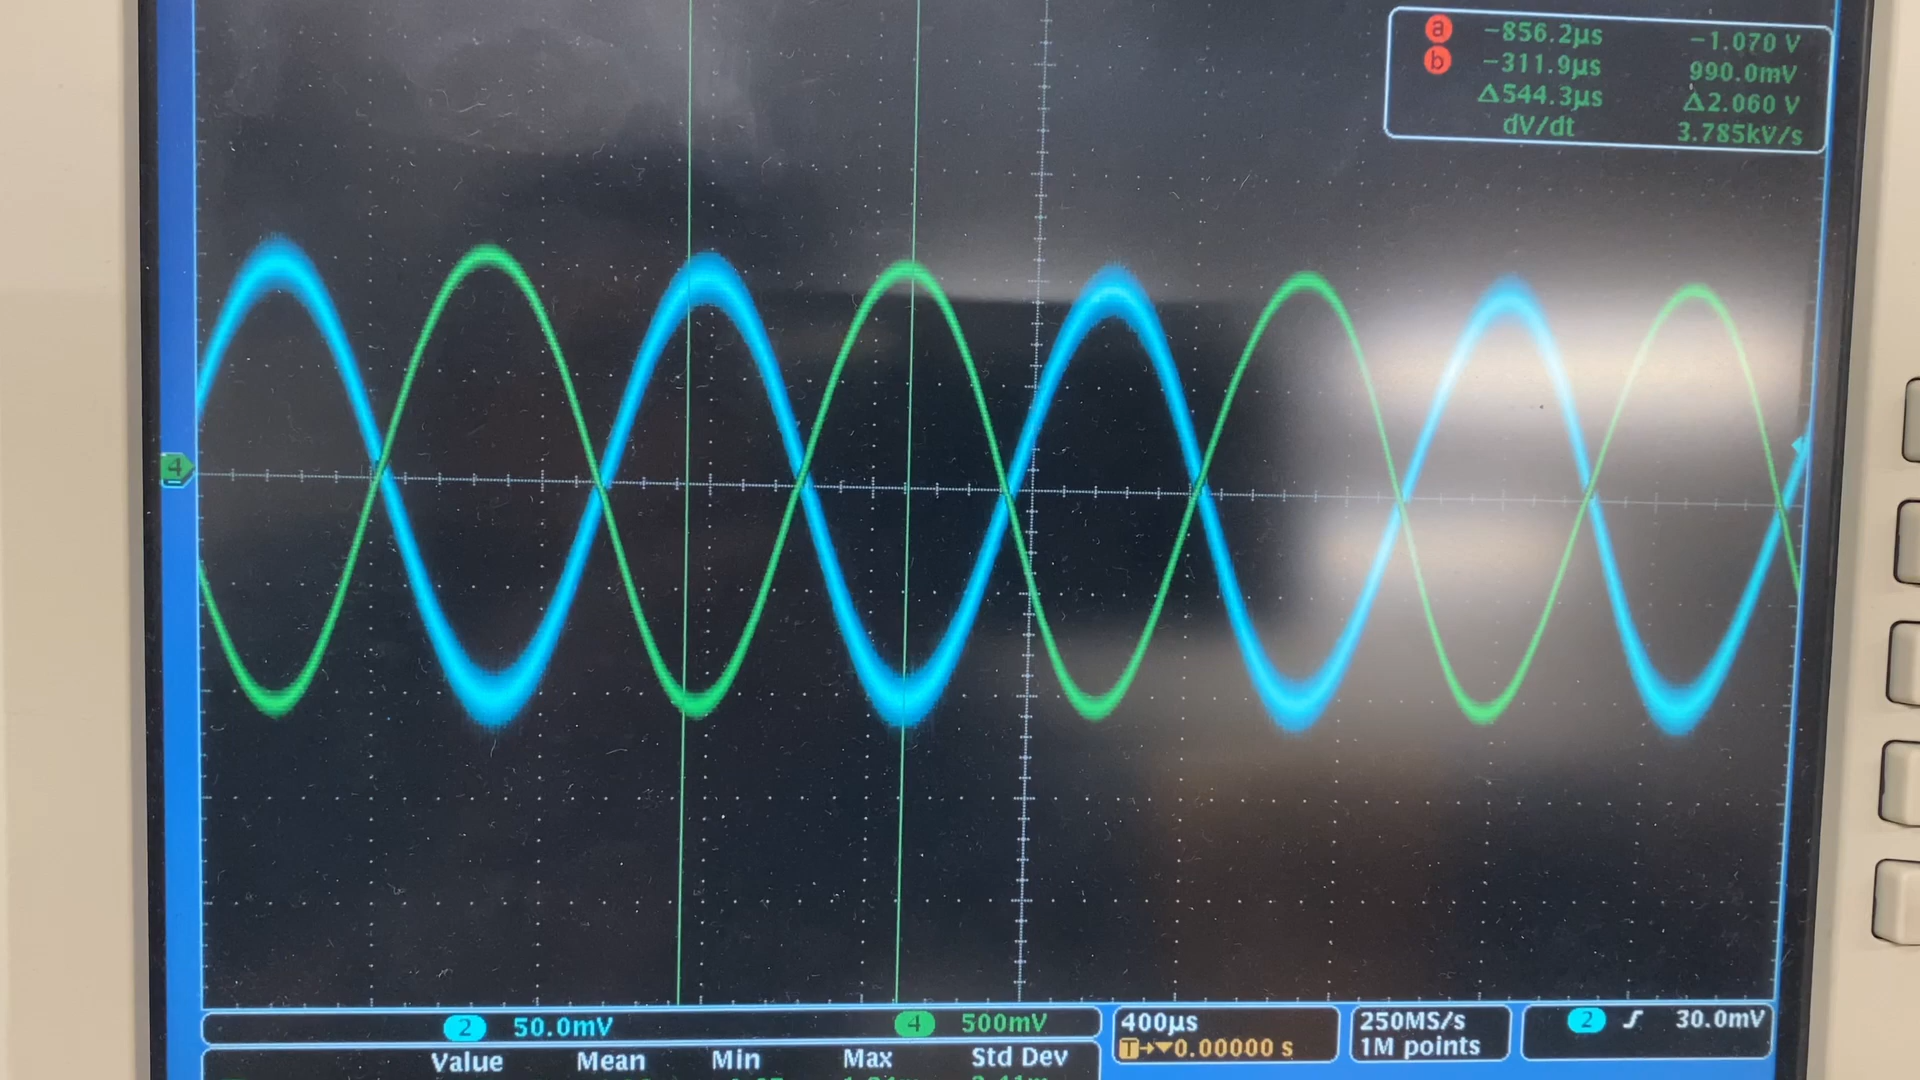 a -856.2µs -1.070 V
b -311.9µs 990.0mV
Δ544.3µs Δ2.060 V
dV/dt 3.785kV/s
4
2 50.0mV 4 500mV
400µs
T→▼0.00000 s
250MS/s
1M points
2 ʃ 30.0mV
Value Mean Min Max Std Dev